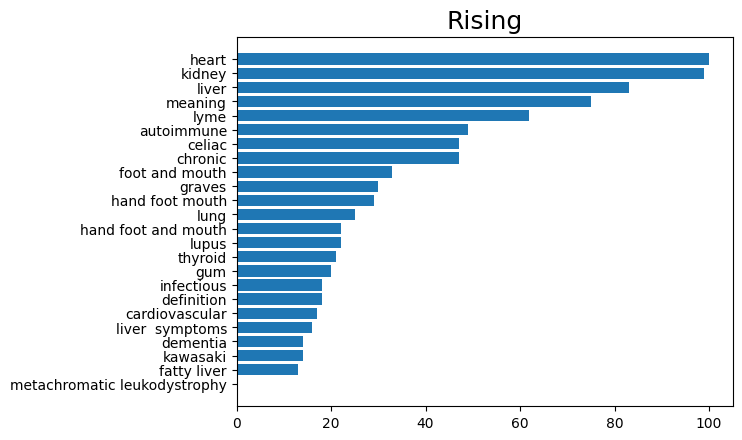 Rising
heart
kidney
liver
meaning
lyme
autoimmune
celiac
chronic
foot and mouth
graves
hand foot mouth
lung
hand foot and mouth
lupus
thyroid
gum
infectious
definition
cardiovascular
liver  symptoms
dementia
kawasaki
fatty liver
metachromatic leukodystrophy
0 20 40 60 80 100